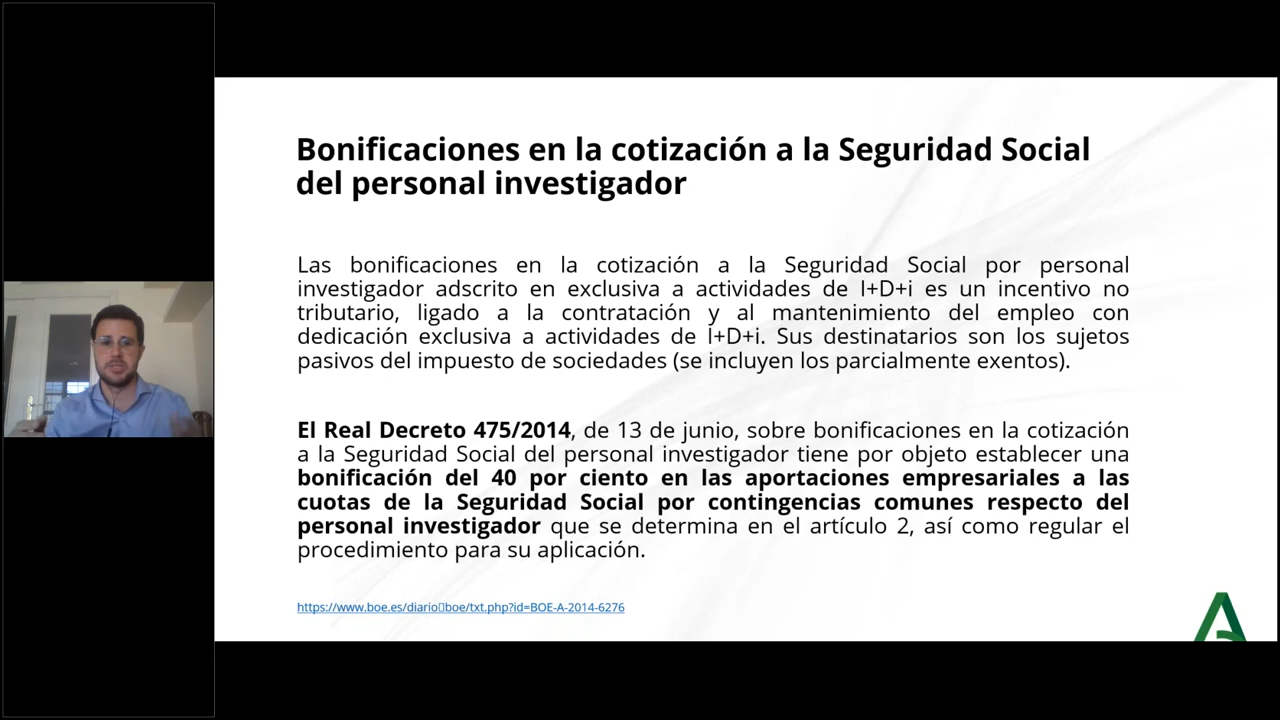 Bonificaciones en la cotización a la Seguridad Social
del personal investigador
Las bonificaciones en la cotización a la Seguridad Social por personal
investigador adscrito en exclusiva a actividades de I+D+i es un incentivo no
tributario, ligado a la contratación y al mantenimiento del empleo con
dedicación exclusiva a actividades de I+D+i. Sus destinatarios son los sujetos
pasivos del impuesto de sociedades (se incluyen los parcialmente exentos).
El Real Decreto 475/2014, de 13 de junio, sobre bonificaciones en la cotización
a la Seguridad Social del personal investigador tiene por objeto establecer una
bonificación del 40 por ciento en las aportaciones empresariales a las
cuotas de la Seguridad Social por contingencias comunes respecto del
personal investigador que se determina en el artículo 2, así como regular el
procedimiento para su aplicación.
https://www.boe.es/diario▯boe/txt.php?id=BOE-A-2014-6276